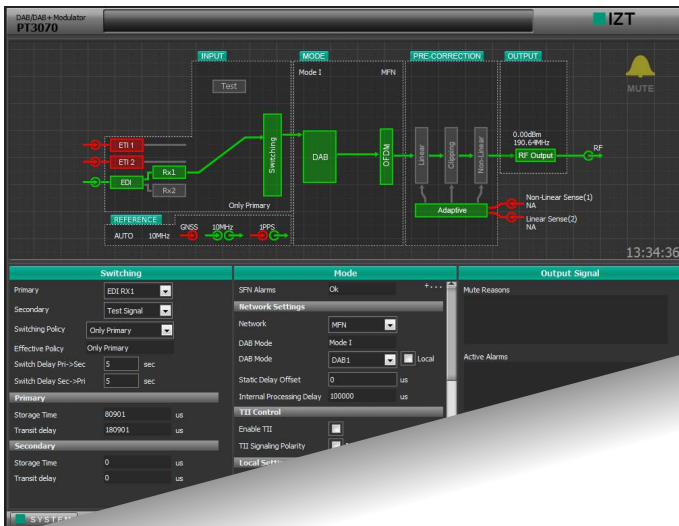 DAB/DAB+ Modulator
PT3070
IZT
INPUT
MODE
PRE-CORRECTION
OUTPUT
Mode I
MFN
Test
MUTE
ETI 1
ETI 2
EDI
Rx1
Rx2
Switching
DAB
OFDM
Linear
Clipping
Non-Linear
0.00dBm
190.64MHz
RF Output
RF
Only Primary
Adaptive
Non-Linear Sense(1)
NA
Linear Sense(2)
NA
REFERENCE
AUTO 10MHz
GNSS
10MHz
1PPS
13:34:36
Switching
Primary EDI RX1
Secondary Test Signal
Switching Policy Only Primary
Effective Policy Only Primary
Switch Delay Pri->Sec 5 sec
Switch Delay Sec->Pri 5 sec
Primary
Storage Time 80901 us
Transit delay 180901 us
Secondary
Storage Time 0 us
Transit delay 0 us
SYSTEM
Mode
SFN Alarms Ok +...
Network Settings
Network MFN
DAB Mode Mode I
DAB Mode DAB1 Local
Static Delay Offset 0 us
Internal Processing Delay 100000 us
TII Control
Enable TII
TII Signaling Polarity
Local
Output Signal
Mute Reasons
Active Alarms